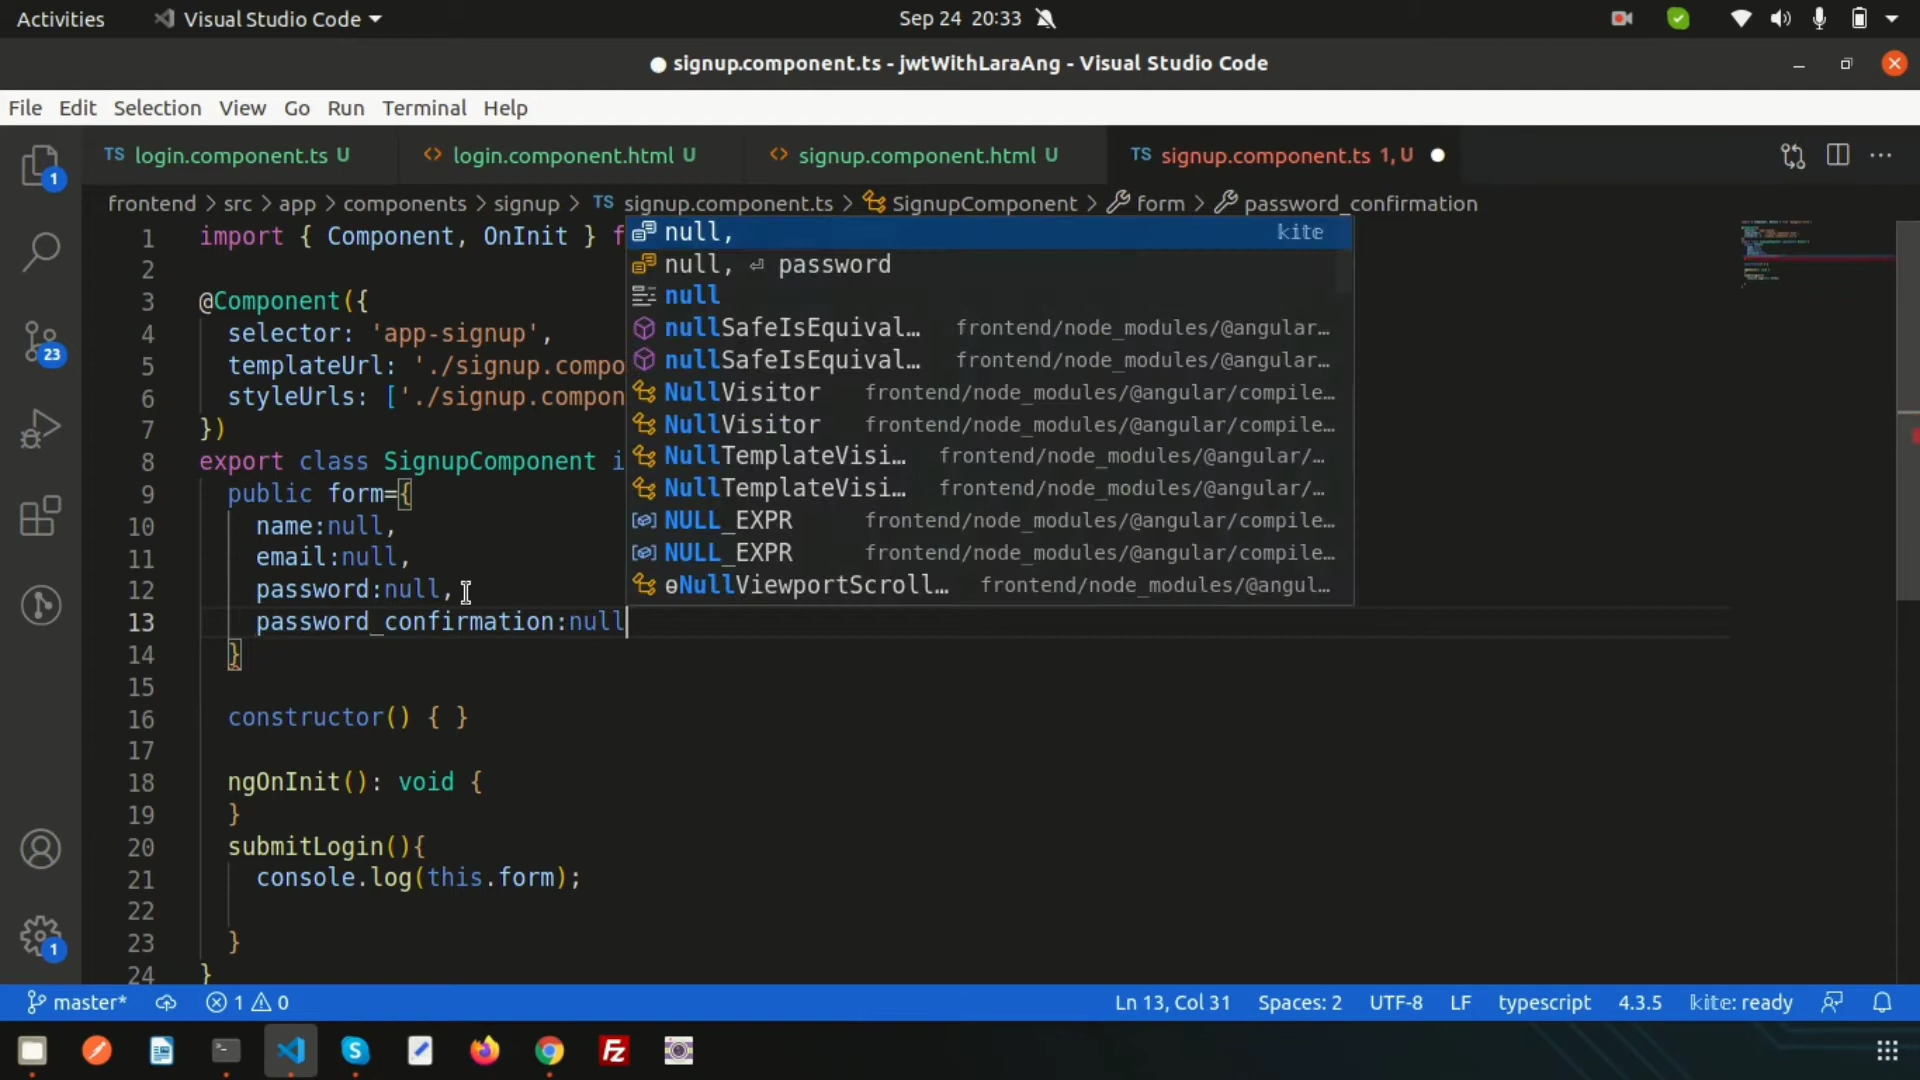 Activities Visual Studio Code Sep 24 20:33
signup.component.ts - jwtWithLaraAng - Visual Studio Code
File Edit Selection View Go Run Terminal Help
TS login.component.ts U <> login.component.html U <> signup.component.html U TS signup.component.ts 1, U
frontend > src > app > components > signup > TS signup.component.ts > SignupComponent > form > password_confirmation
1 import { Component, OnInit } f
2
3 @Component({
4 selector: 'app-signup',
5 templateUrl: './signup.compo
6 styleUrls: ['./signup.compon
7 })
8 export class SignupComponent i
9 public form={
10 name:null,
11 email:null,
12 password:null,
13 password_confirmation:null
14 }
15
16 constructor() { }
17
18 ngOnInit(): void {
19 }
20 submitLogin(){
21 console.log(this.form);
22
23 }
24 }
null, kite
null, ⏎ password
null
nullSafeIsEquival… frontend/node_modules/@angular…
nullSafeIsEquival… frontend/node_modules/@angular…
NullVisitor frontend/node_modules/@angular/compile…
NullVisitor frontend/node_modules/@angular/compile…
NullTemplateVisi… frontend/node_modules/@angular/…
NullTemplateVisi… frontend/node_modules/@angular/…
NULL_EXPR frontend/node_modules/@angular/compile…
NULL_EXPR frontend/node_modules/@angular/compile…
ɵNullViewportScroll… frontend/node_modules/@angul…
1
23
1
master* 1 0 Ln 13, Col 31 Spaces: 2 UTF-8 LF typescript 4.3.5 kite: ready